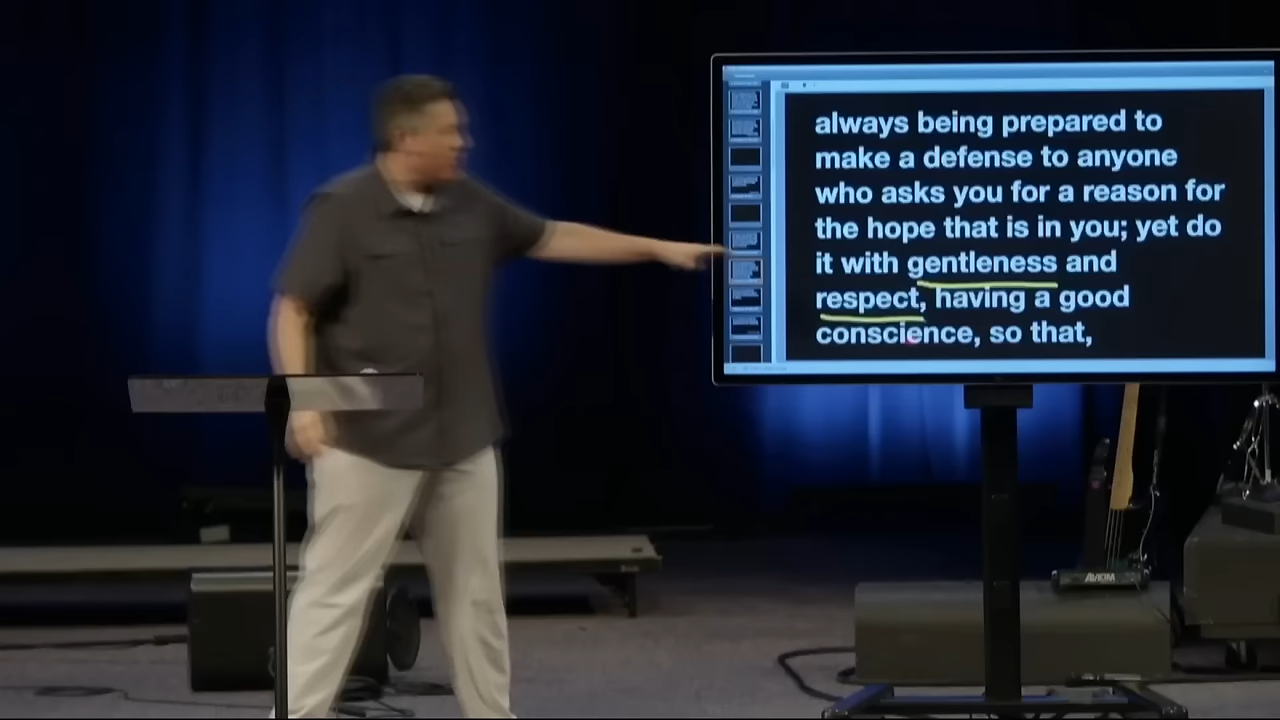 always being prepared to
make a defense to anyone
who asks you for a reason for
the hope that is in you; yet do
it with gentleness and
respect, having a good
conscience, so that,
AVIOM